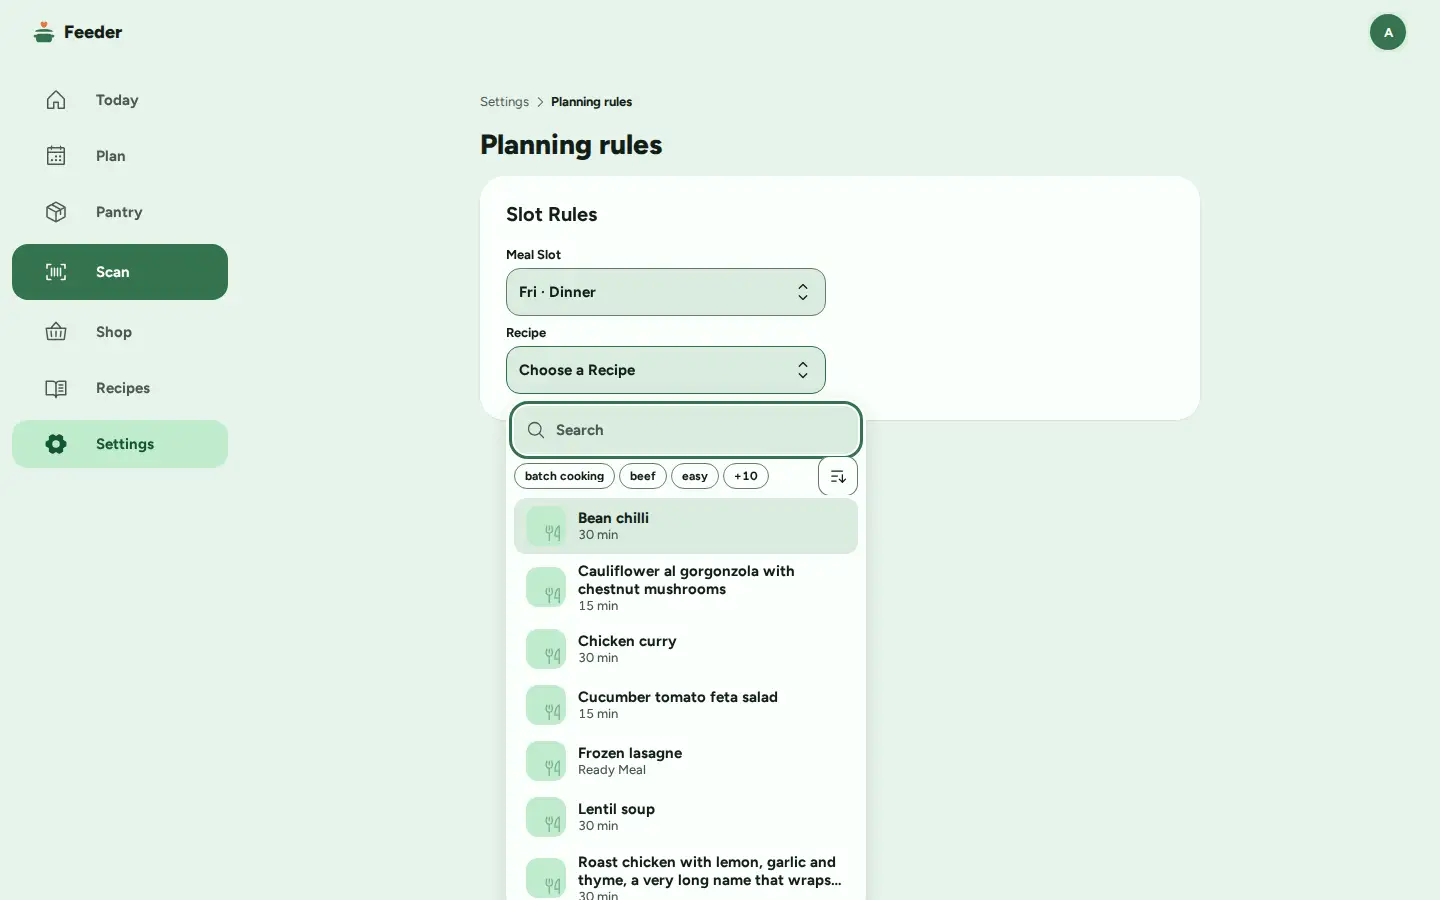 Feeder
A
Today
Plan
Pantry
Scan
Shop
Recipes
Settings
Settings > Planning rules
Planning rules
Slot Rules
Meal Slot
Fri · Dinner
Recipe
Choose a Recipe
Search
batch cooking
beef
easy
+10
Bean chilli
30 min
Cauliflower al gorgonzola with
chestnut mushrooms
15 min
Chicken curry
30 min
Cucumber tomato feta salad
15 min
Frozen lasagne
Ready Meal
Lentil soup
30 min
Roast chicken with lemon, garlic and
thyme, a very long name that wraps...
30 min